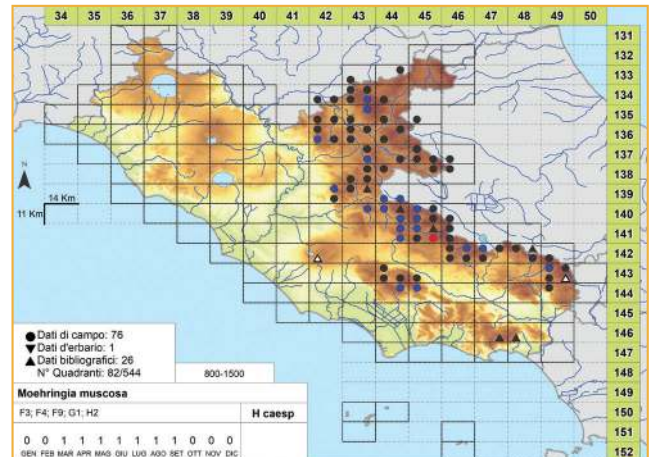 34 35 36 37 38 39 40 41 42 43 44 45 46 47 48 49 50
131
132
133
134
135
136
137
138
139
140
141
142
143
144
145
146
147
148
149
150
151
152
N
14 Km
11 Km
Dati di campo: 76
Dati d'erbario: 1
Dati bibliografici: 26
N° Quadranti: 82/544
800-1500
Moehringia muscosa
F3; F4; F9; G1; H2
H caesp
0 0 1 1 1 1 1 1 1 0 0 0
GEN FEB MAR APR MAG GIU LUG AGO SET OTT NOV DIC